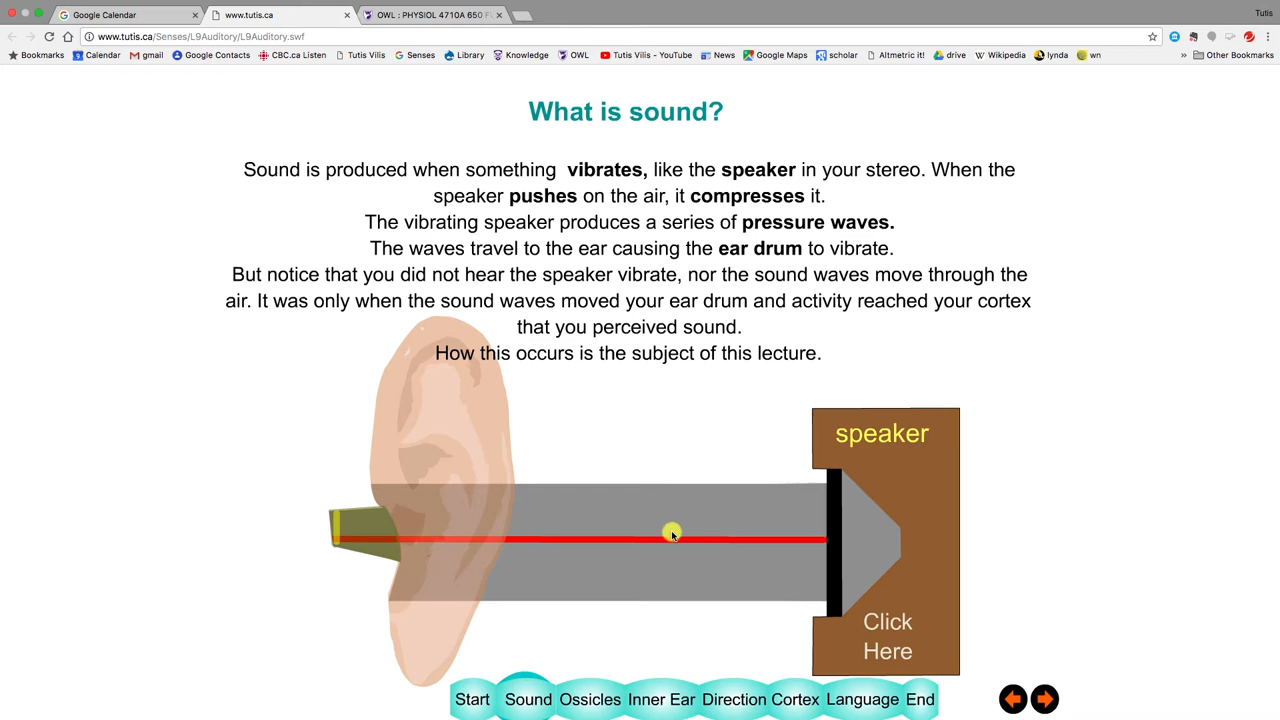 Google Calendar
www.tutis.ca
OWL : PHYSIOL 4710A 650 F
Tutis
www.tutis.ca/Senses/L9Auditory/L9Auditory.swf
Bookmarks Calendar gmail Google Contacts CBC.ca Listen Tutis Vilis Senses Library Knowledge OWL Tutis Vilis - YouTube News Google Maps scholar Altmetric it! drive Wikipedia lynda wn » Other Bookmarks
What is sound?
Sound is produced when something vibrates, like the speaker in your stereo. When the
speaker pushes on the air, it compresses it.
The vibrating speaker produces a series of pressure waves.
The waves travel to the ear causing the ear drum to vibrate.
But notice that you did not hear the speaker vibrate, nor the sound waves move through the
air. It was only when the sound waves moved your ear drum and activity reached your cortex
that you perceived sound.
How this occurs is the subject of this lecture.
speaker
Click
Here
Start Sound Ossicles Inner Ear Direction Cortex Language End